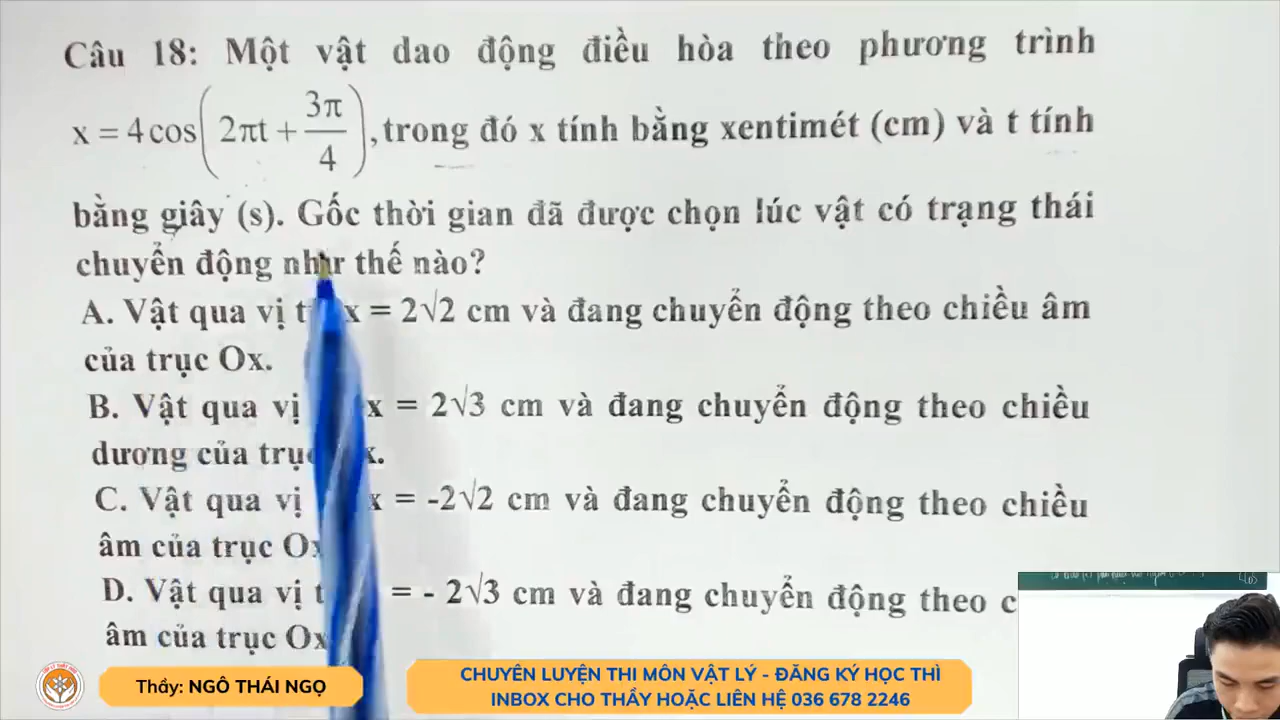 Câu 18: Một vật dao động điều hòa theo phương trình
x = 4cos(2πt + 3π/4), trong đó x tính bằng xentimét (cm) và t tính
bằng giây (s). Gốc thời gian đã được chọn lúc vật có trạng thái
chuyển động như thế nào?
A. Vật qua vị x = 2√2 cm và đang chuyển động theo chiều âm
của trục Ox.
B. Vật qua vị x = 2√3 cm và đang chuyển động theo chiều
dương của trục
C. Vật qua vị x = -2√2 cm và đang chuyển động theo chiều
âm của trục Ox
D. Vật qua vị = - 2√3 cm và đang chuyển động theo
âm của trục Ox
Thầy: NGÔ THÁI NGỌ
CHUYÊN LUYỆN THI MÔN VẬT LÝ - ĐĂNG KÝ HỌC THÌ
INBOX CHO THẦY HOẶC LIÊN HỆ 036 678 2246